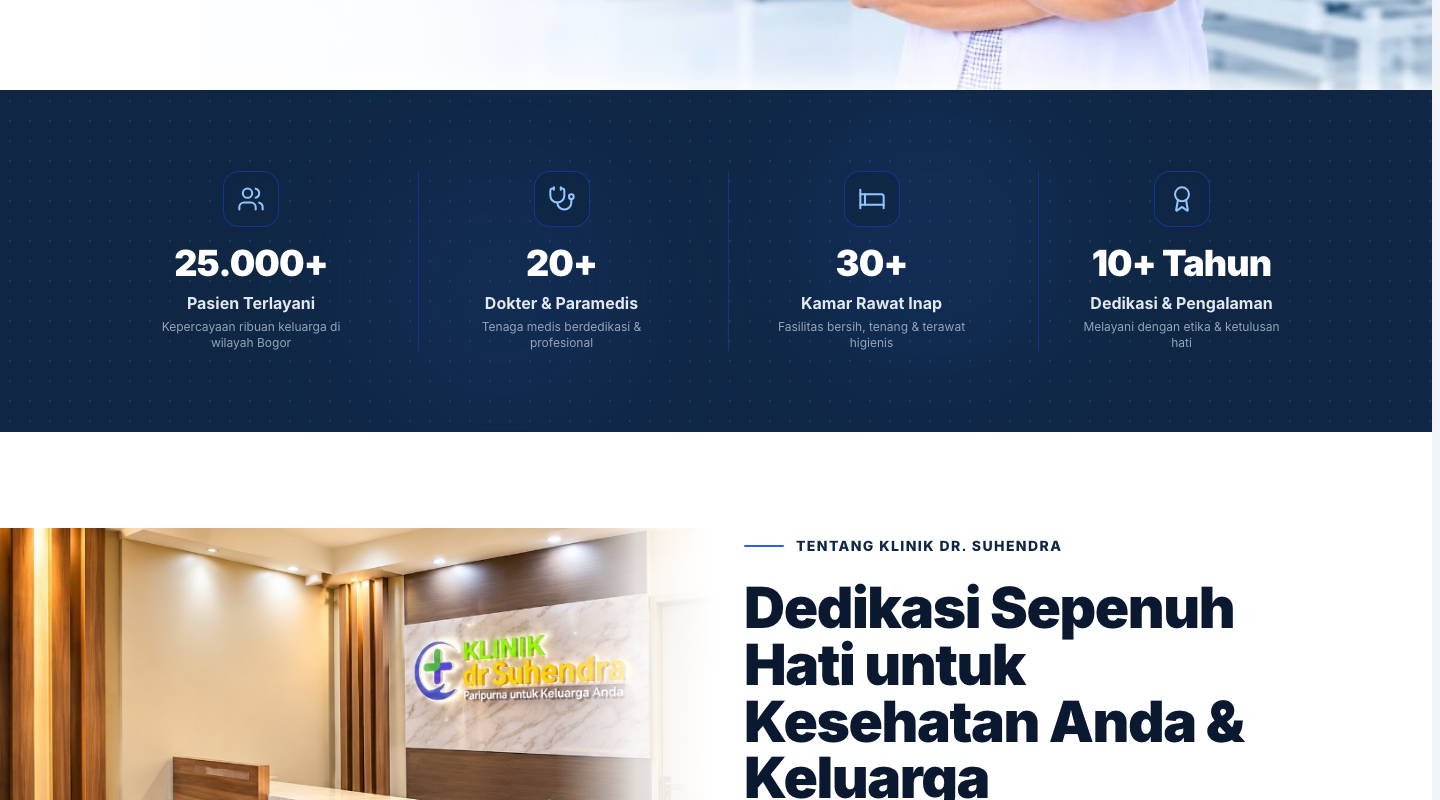 25.000+
Pasien Terlayani
Kepercayaan ribuan keluarga di
wilayah Bogor
20+
Dokter & Paramedis
Tenaga medis berdedikasi &
profesional
30+
Kamar Rawat Inap
Fasilitas bersih, tenang & terawat
higienis
10+ Tahun
Dedikasi & Pengalaman
Melayani dengan etika & ketulusan
hati
KLINIK
dr Suhendra
Paripurna untuk Keluarga Anda
TENTANG KLINIK DR. SUHENDRA
Dedikasi Sepenuh
Hati untuk
Kesehatan Anda &
Keluarga